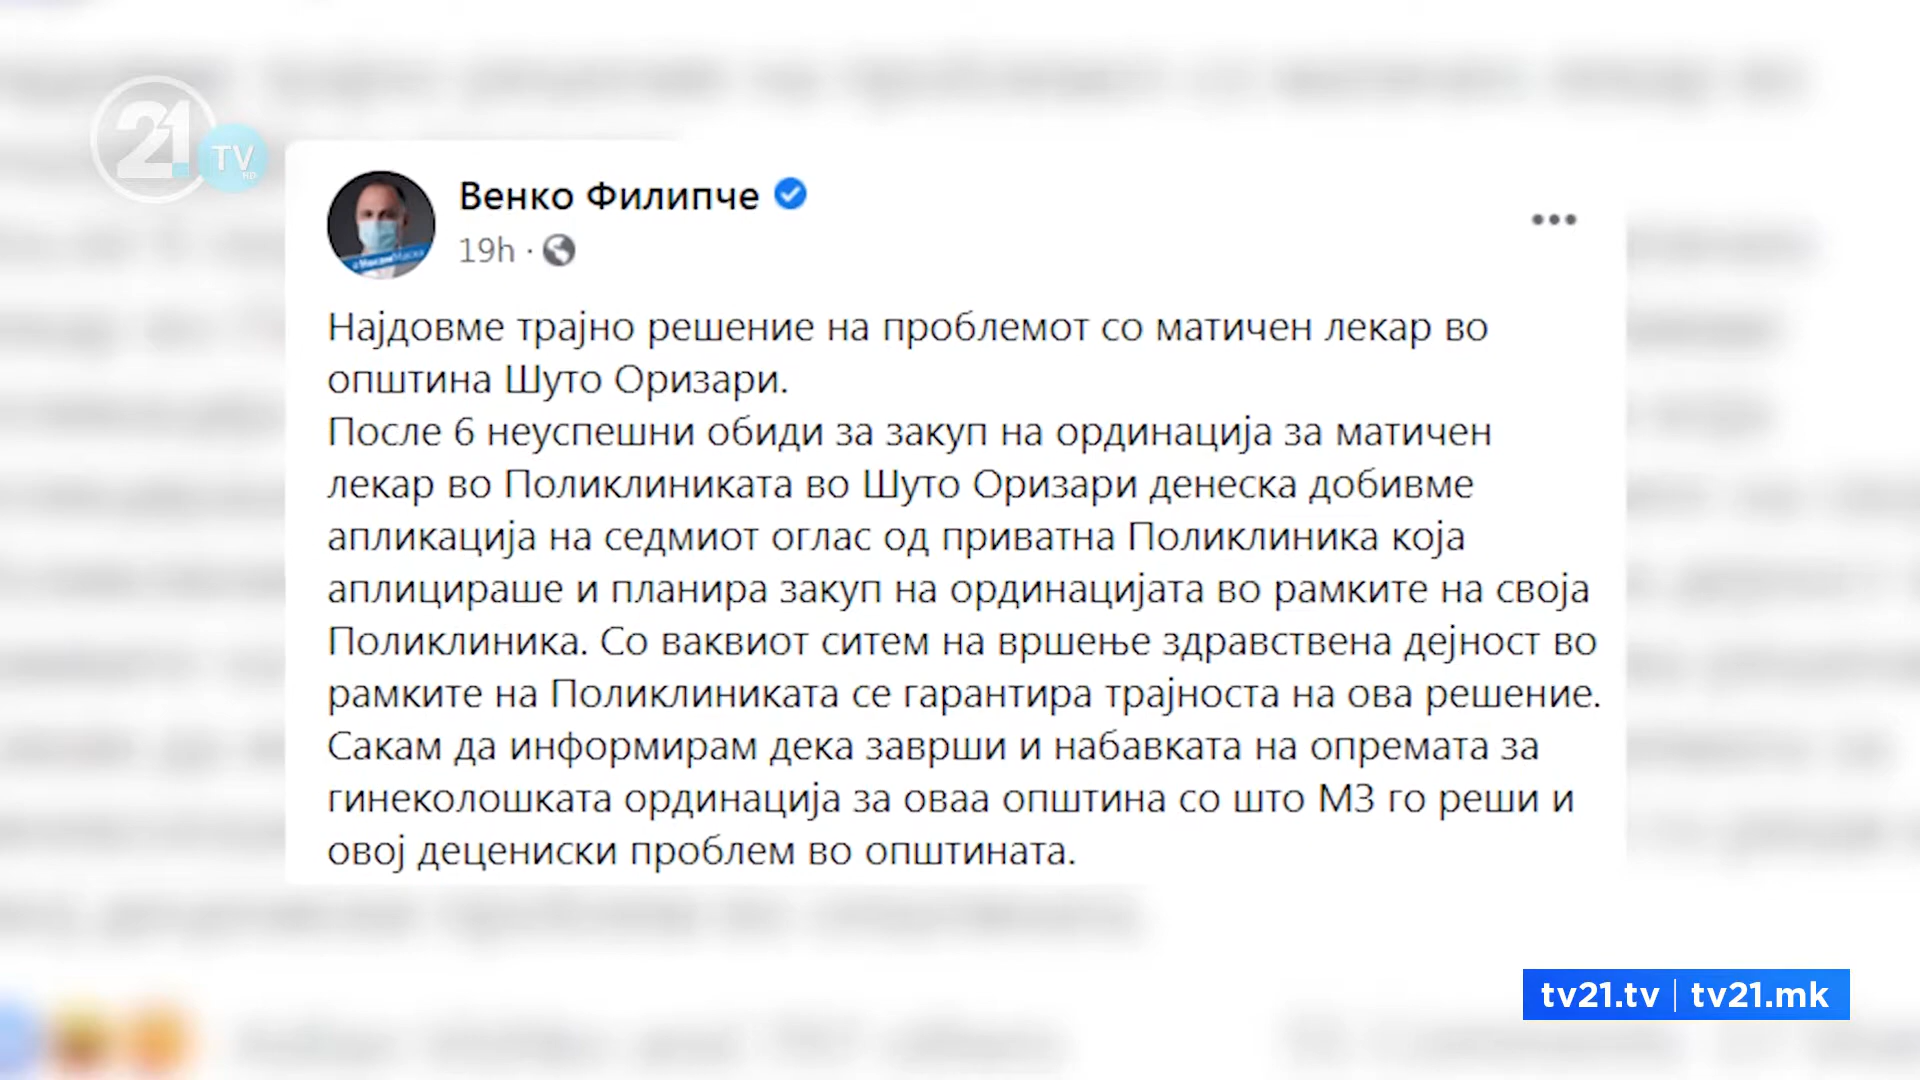 21.
TV
HD
Венко Филипче
19h ·
Најдовме трајно решение на проблемот со матичен лекар во
општина Шуто Оризари.
После 6 неуспешни обиди за закуп на ординација за матичен
лекар во Поликлиниката во Шуто Оризари денеска добивме
апликација на седмиот оглас од приватна Поликлиника која
аплицираше и планира закуп на ординацијата во рамките на своја
Поликлиника. Со ваквиот ситем на вршење здравствена дејност во
рамките на Поликлиниката се гарантира трајноста на ова решение.
Сакам да информирам дека заврши и набавката на опремата за
гинеколошката ординација за оваа општина со што МЗ го реши и
овој децениски проблем во општината.
tv21.tv | tv21.mk